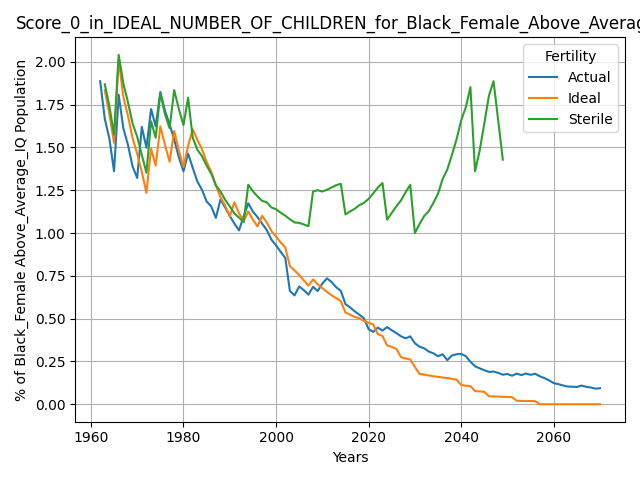 Score_0_in_IDEAL_NUMBER_OF_CHILDREN_for_Black_Female_Above_Averag
Fertility
Actual
Ideal
Sterile
% of Black_Female Above_Average_IQ Population
2.00
1.75
1.50
1.25
1.00
0.75
0.50
0.25
0.00
1960 1980 2000 2020 2040 2060
Years